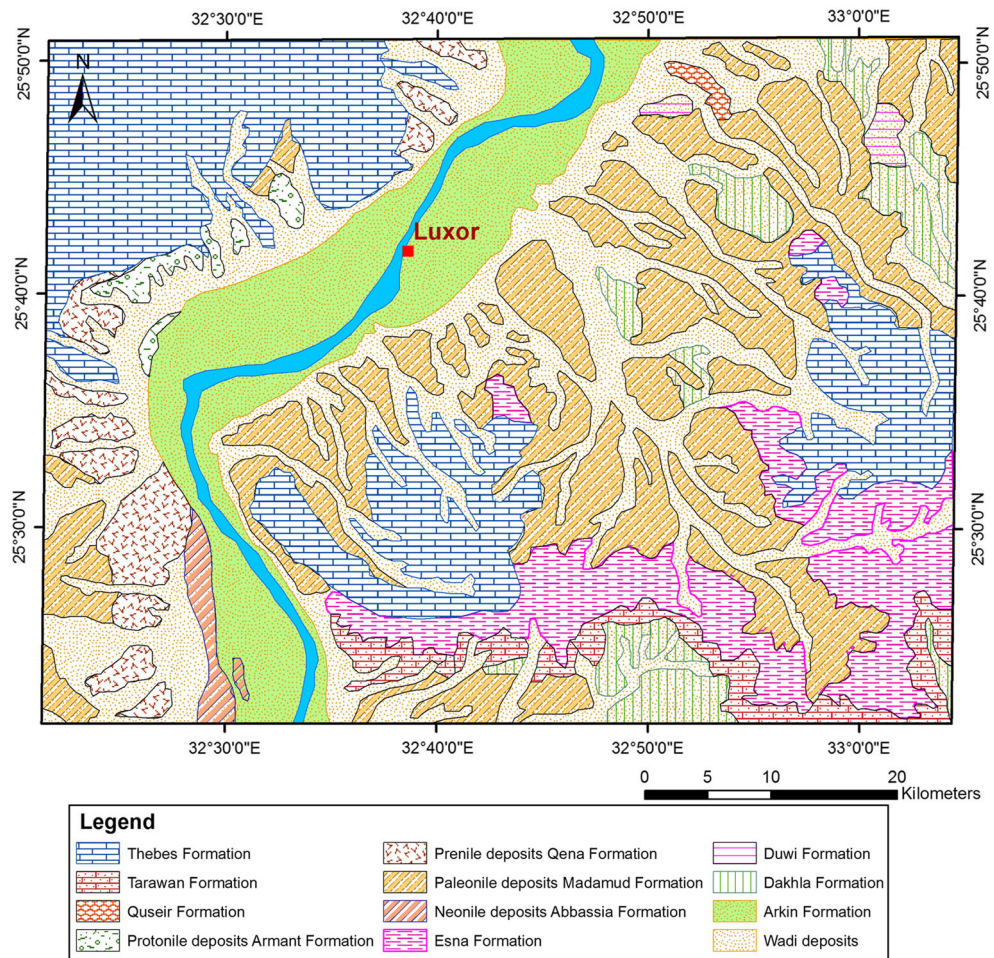 32°30'0"E 32°40'0"E 32°50'0"E 33°0'0"E
25°50'0"N 25°50'0"N
N
Luxor
25°40'0"N 25°40'0"N
25°30'0"N 25°30'0"N
32°30'0"E 32°40'0"E 32°50'0"E 33°0'0"E
0 5 10 20
Kilometers
Legend
Thebes Formation Prenile deposits Qena Formation Duwi Formation
Tarawan Formation Paleonile deposits Madamud Formation Dakhla Formation
Quseir Formation Neonile deposits Abbassia Formation Arkin Formation
Protonile deposits Armant Formation Esna Formation Wadi deposits